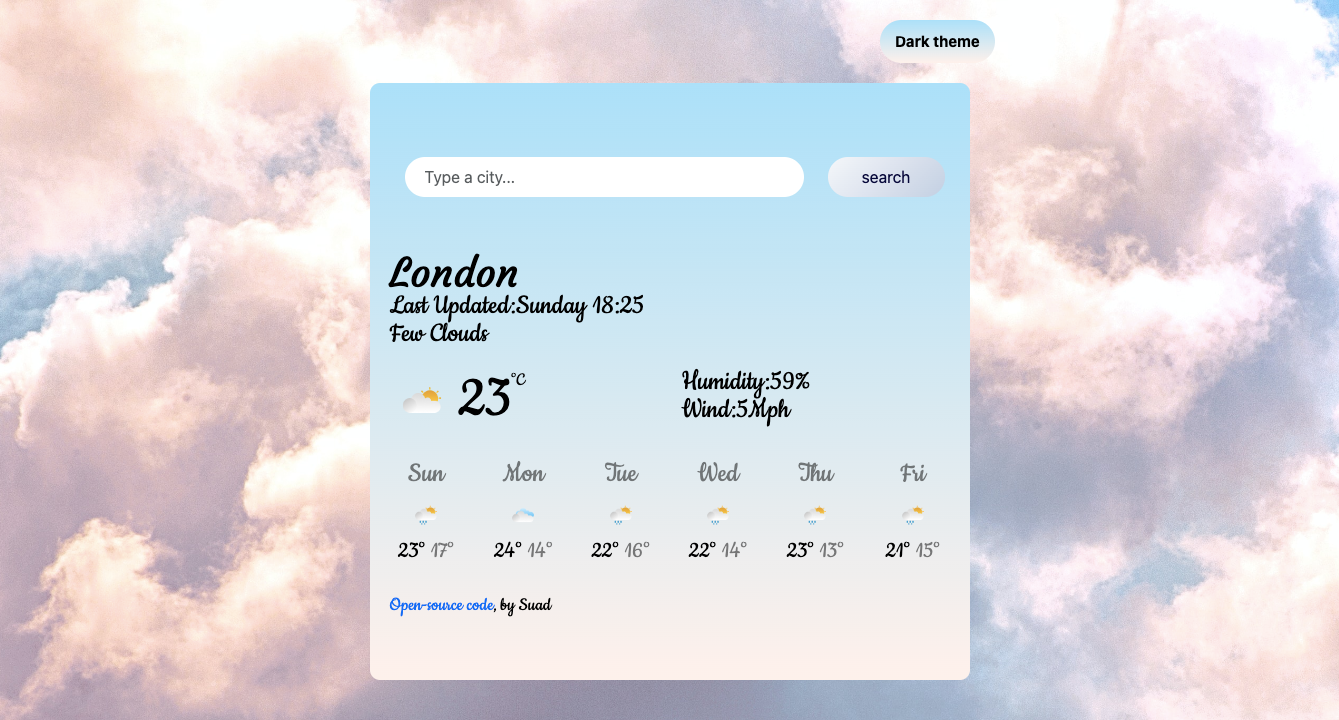 Dark theme
Type a city... search
London
Last Updated:Sunday 18:25
Few Clouds
23°C
Humidity:59%
Wind:5Mph
Sun Mon Tue Wed Thu Fri
23° 17° 24° 14° 22° 16° 22° 14° 23° 13° 21° 15°
Open-source code, by Suad